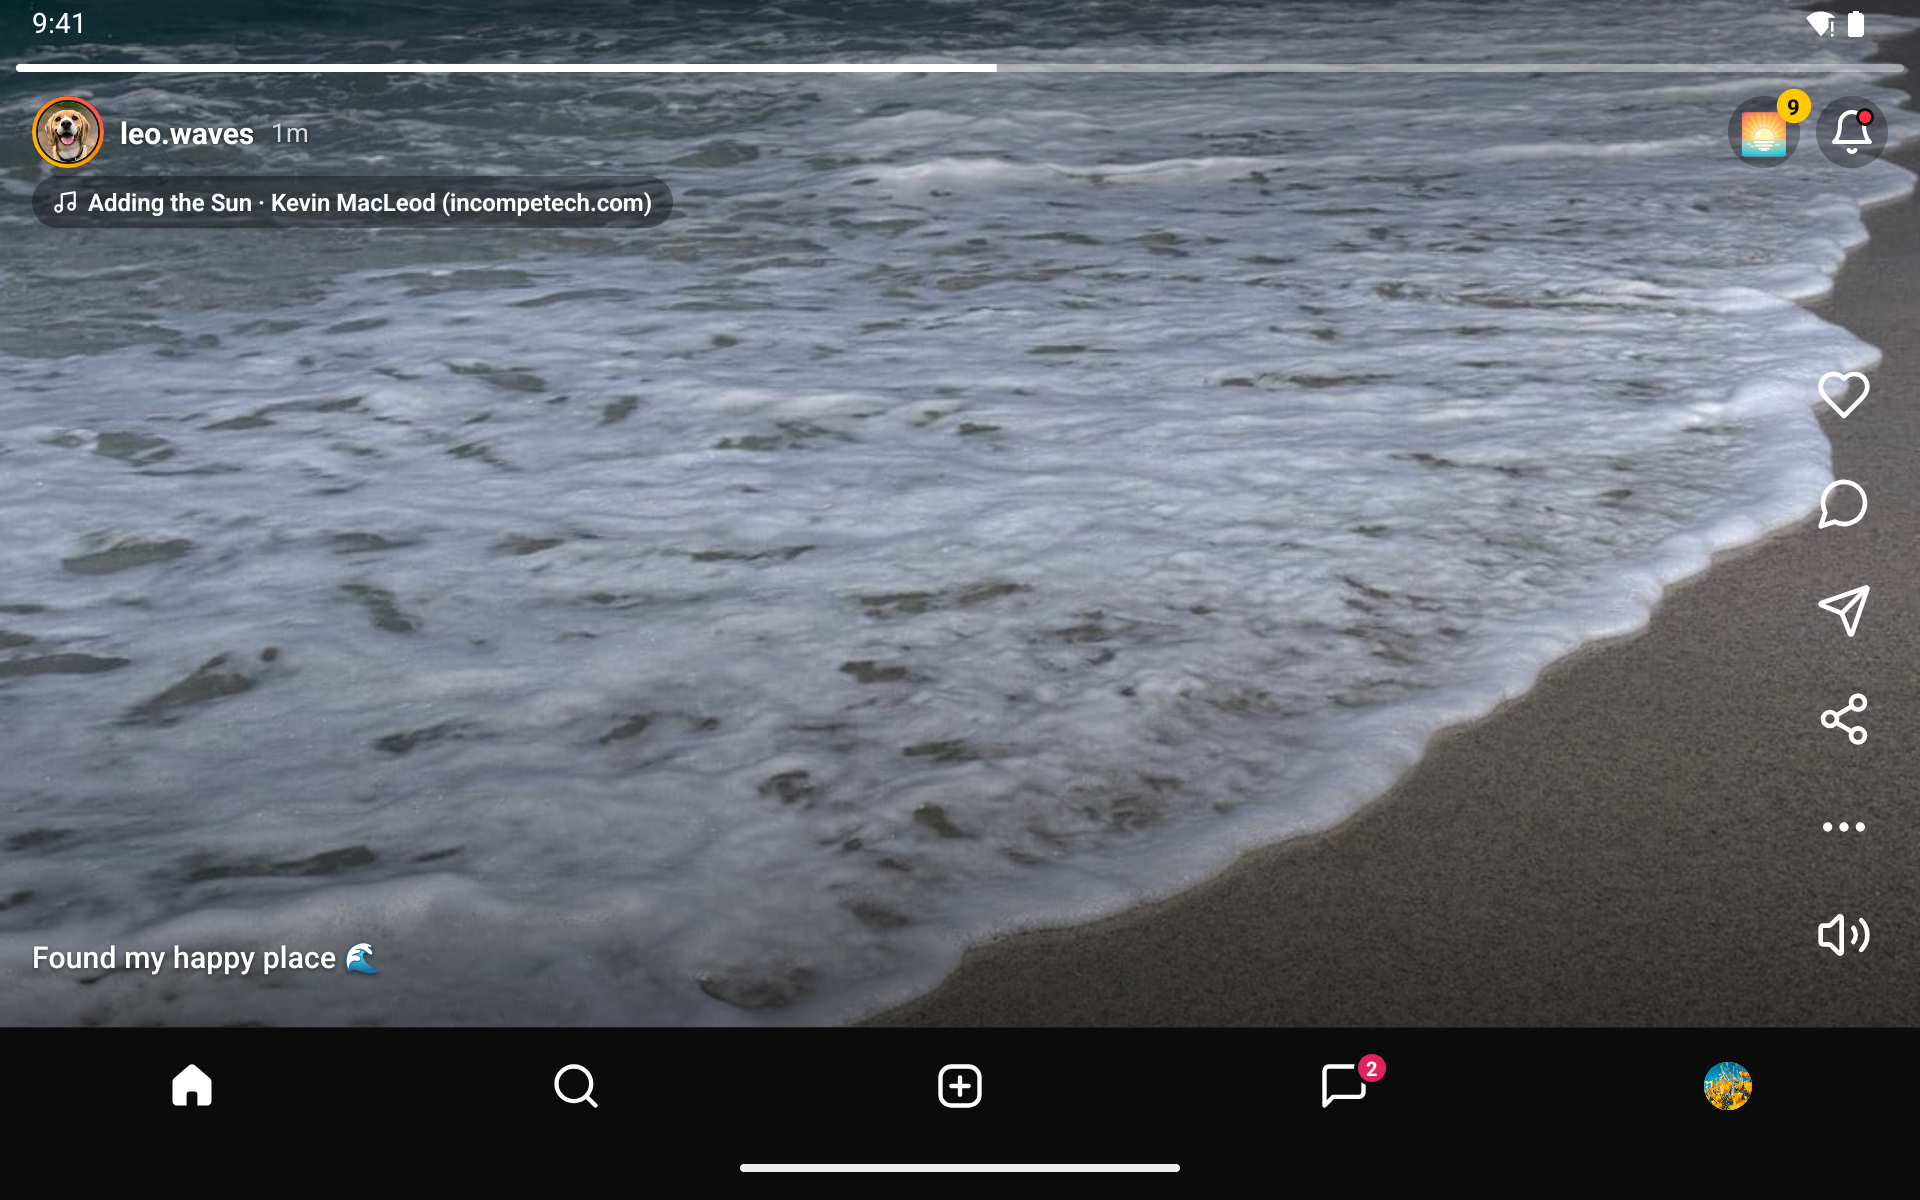 9:41
leo.waves 1m
9
Adding the Sun · Kevin MacLeod (incompetech.com)
Found my happy place 🌊
2